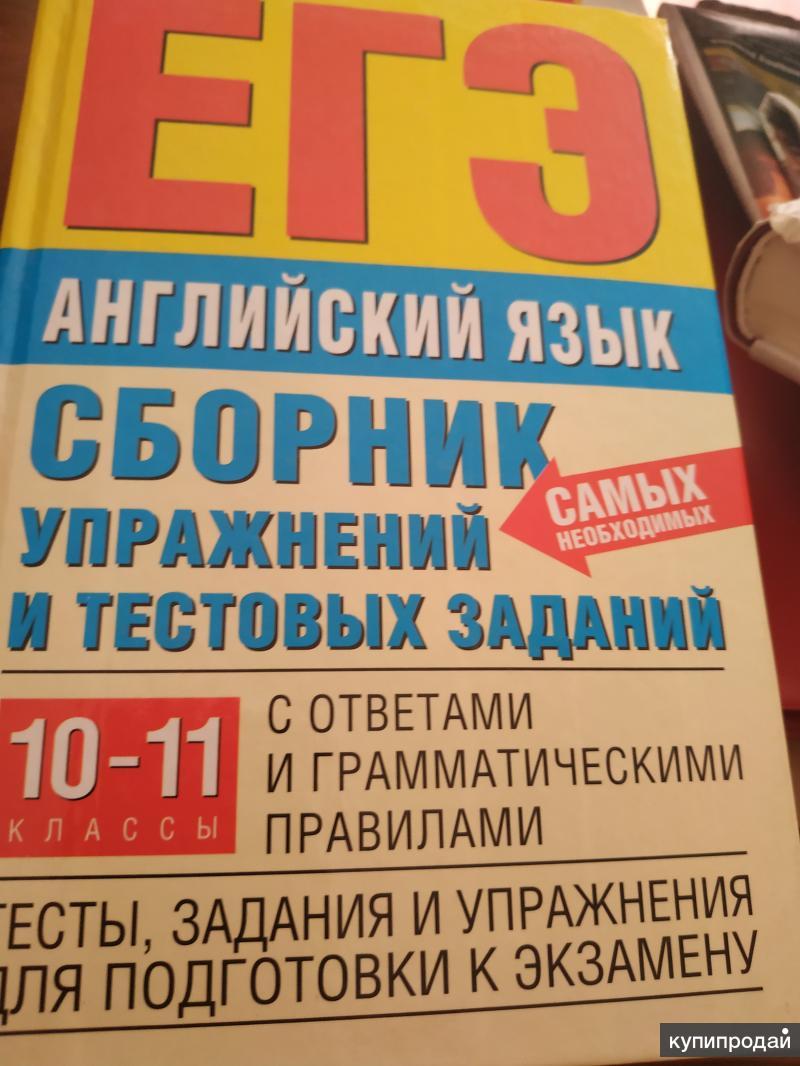 ЕГЭ
АНГЛИЙСКИЙ ЯЗЫК
СБОРНИК
САМЫХ
НЕОБХОДИМЫХ
УПРАЖНЕНИЙ
И ТЕСТОВЫХ ЗАДАНИЙ
10-11
КЛАССЫ
С ОТВЕТАМИ
И ГРАММАТИЧЕСКИМИ
ПРАВИЛАМИ
ТЕСТЫ, ЗАДАНИЯ И УПРАЖНЕНИЯ
ДЛЯ ПОДГОТОВКИ К ЭКЗАМЕНУ
купипродай